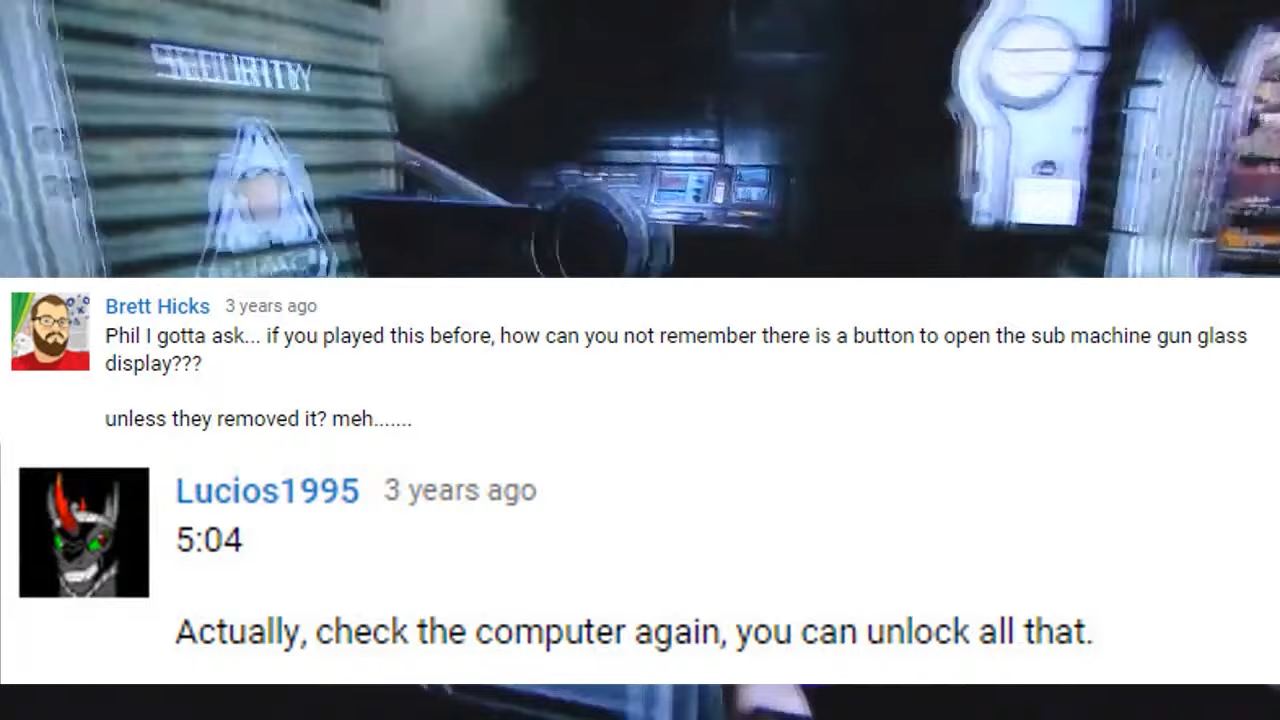 SECURITY
Brett Hicks 3 years ago
Phil I gotta ask... if you played this before, how can you not remember there is a button to open the sub machine gun glass
display???
unless they removed it? meh.......
Lucios1995 3 years ago
5:04
Actually, check the computer again, you can unlock all that.